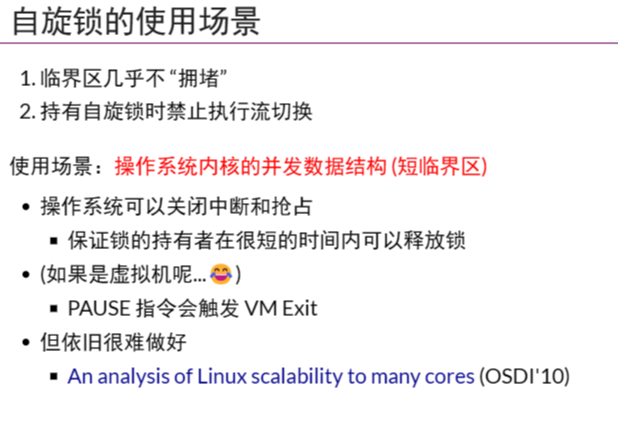 自旋锁的使用场景
1. 临界区几乎不 “拥堵”
2. 持有自旋锁时禁止执行流切换
使用场景：操作系统内核的并发数据结构 (短临界区)
• 操作系统可以关闭中断和抢占
▪ 保证锁的持有者在很短的时间内可以释放锁
• (如果是虚拟机呢...😂)
▪ PAUSE 指令会触发 VM Exit
• 但依旧很难做好
▪ An analysis of Linux scalability to many cores (OSDI'10)